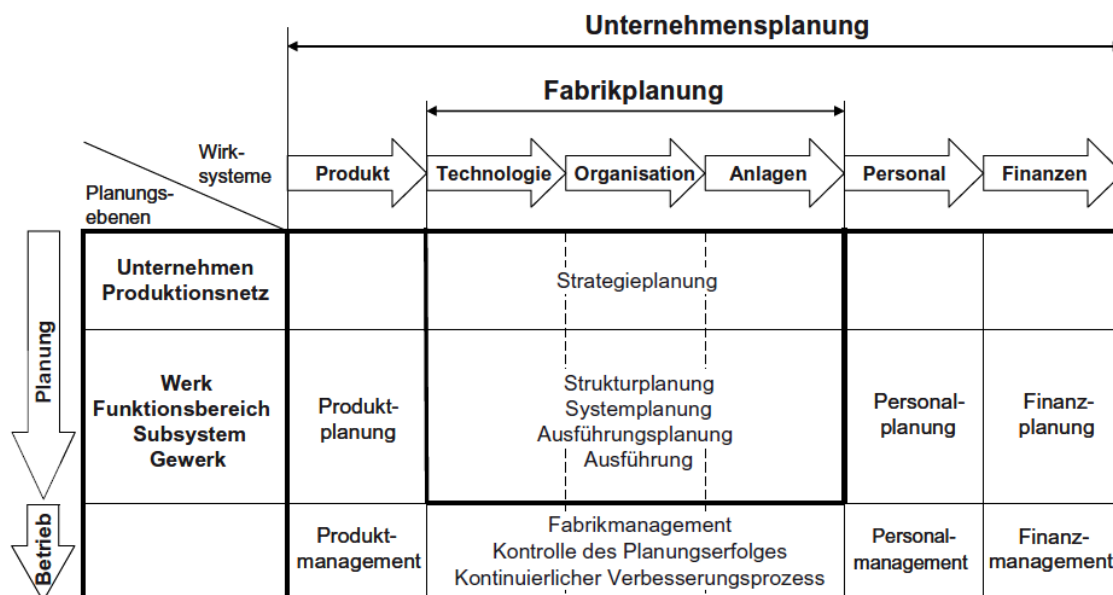 Unternehmensplanung
Fabrikplanung
Wirk-
systeme
Planungs-
ebenen
Produkt
Technologie
Organisation
Anlagen
Personal
Finanzen
Planung
Unternehmen
Produktionsnetz
Strategieplanung
Werk
Funktionsbereich
Subsystem
Gewerk
Produkt-
planung
Strukturplanung
Systemplanung
Ausführungsplanung
Ausführung
Personal-
planung
Finanz-
planung
Betrieb
Produkt-
management
Fabrikmanagement
Kontrolle des Planungserfolges
Kontinuierlicher Verbesserungsprozess
Personal-
management
Finanz-
management